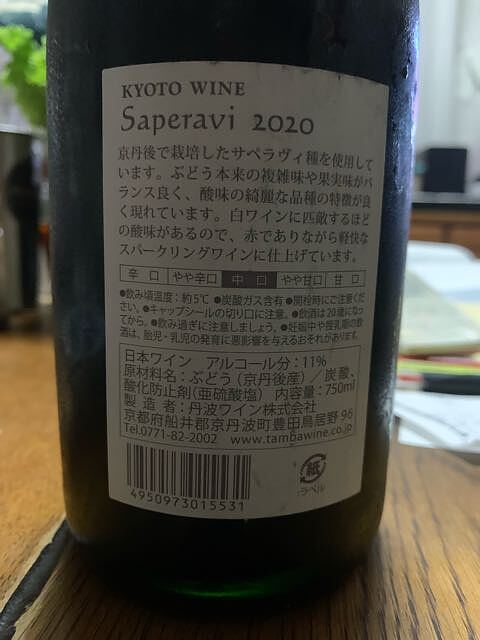 KYOTO WINE
Saperavi 2020
京丹後で栽培したサペラヴィ種を使用して
います。ぶどう本来の複雑味や果実味がバ
ランス良く、酸味の綺麗な品種の特徴が良
く現れています。白ワインに匹敵するほど
の酸味があるので、赤でありながら軽快な
スパークリングワインに仕上げています。
辛口 やや辛口 中口 やや甘口 甘口
●飲み頃温度：約5℃ ●炭酸ガス含有 ●開栓時にご注意くだ
さい。●キャップシールの切り口に注意。●飲酒は20歳になっ
てから。●飲み過ぎに注意しましょう。●妊娠中や授乳期の飲
酒は、胎児・乳児の発育に悪影響を与えるおそれがあります。
日本ワイン アルコール分：11%
原材料名：ぶどう（京丹後産）／炭酸、
酸化防止剤(亜硫酸塩) 内容量：750ml
製造者：丹波ワイン株式会社
京都府船井郡京丹波町豊田鳥居野 96
Tel.0771-82-2002 www.tambawine.co.jp
4950973015531
紙
:ラベル